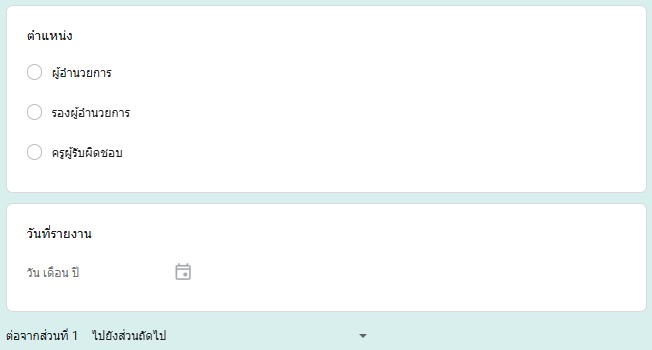 ตำแหน่ง
ผู้อำนวยการ
รองผู้อำนวยการ
ครูผู้รับผิดชอบ
วันที่รายงาน
วัน เดือน ปี
ต่อจากส่วนที่ 1 ไปยังส่วนถัดไป